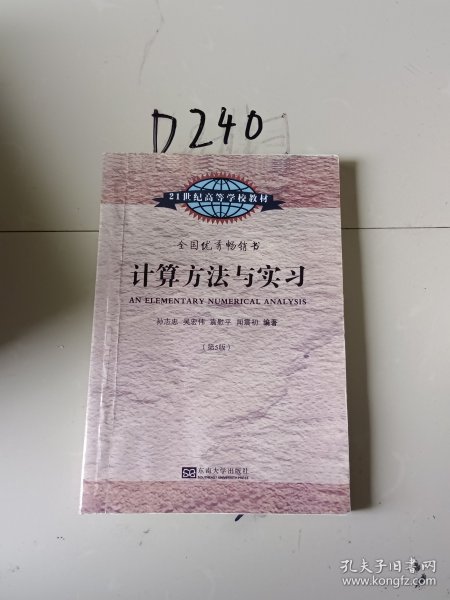 D240
21世纪高等学校教材
全国优秀畅销书
计算方法与实习
AN ELEMENTARY NUMERICAL ANALYSIS
孙志忠 吴宏伟 袁慰平 闻震初 编著
(第5版)
东南大学出版社
SOUTHEAST UNIVERSITY PRESS
孔夫子旧书网
www.kongfz.com